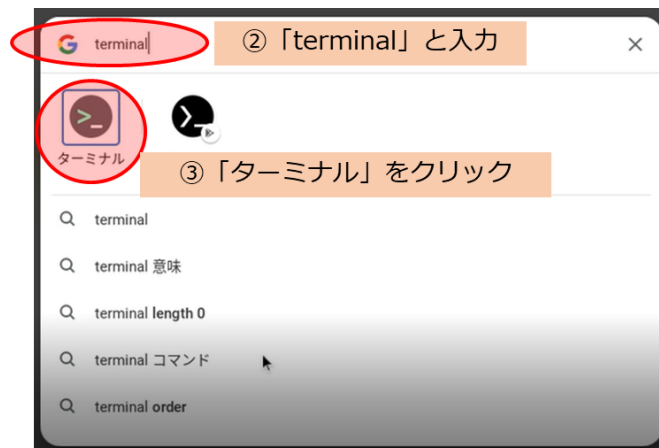 terminal
②「terminal」と入力
ターミナル
③「ターミナル」をクリック
terminal
terminal 意味
terminal length 0
terminal コマンド
terminal order